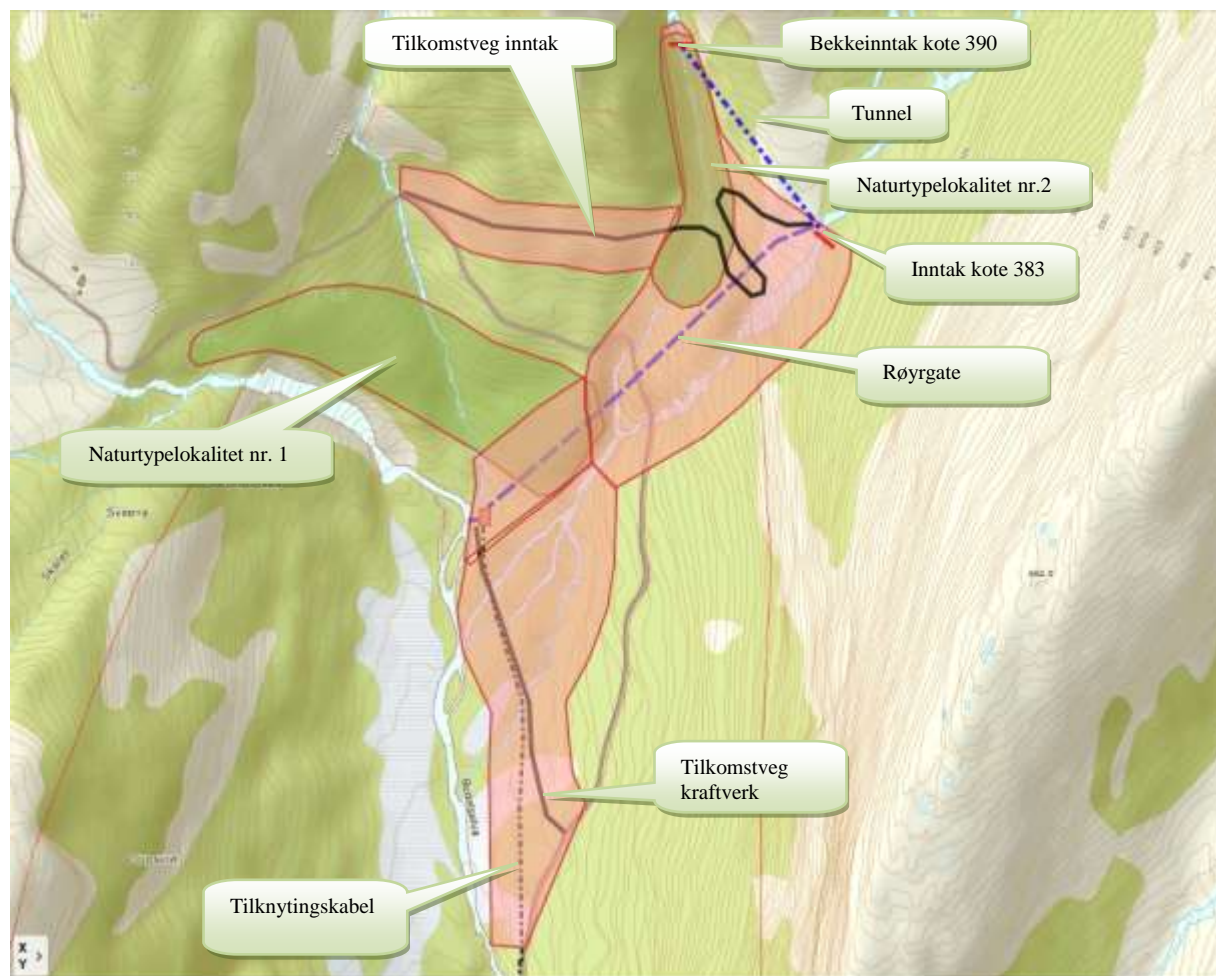 Tilkomstveg inntak
Bekkeinntak kote 390
Tunnel
Naturtypelokalitet nr.2
Inntak kote 383
Røyrgate
Naturtypelokalitet nr. 1
Tilkomstveg
kraftverk
Tilknytingskabel
X
Y